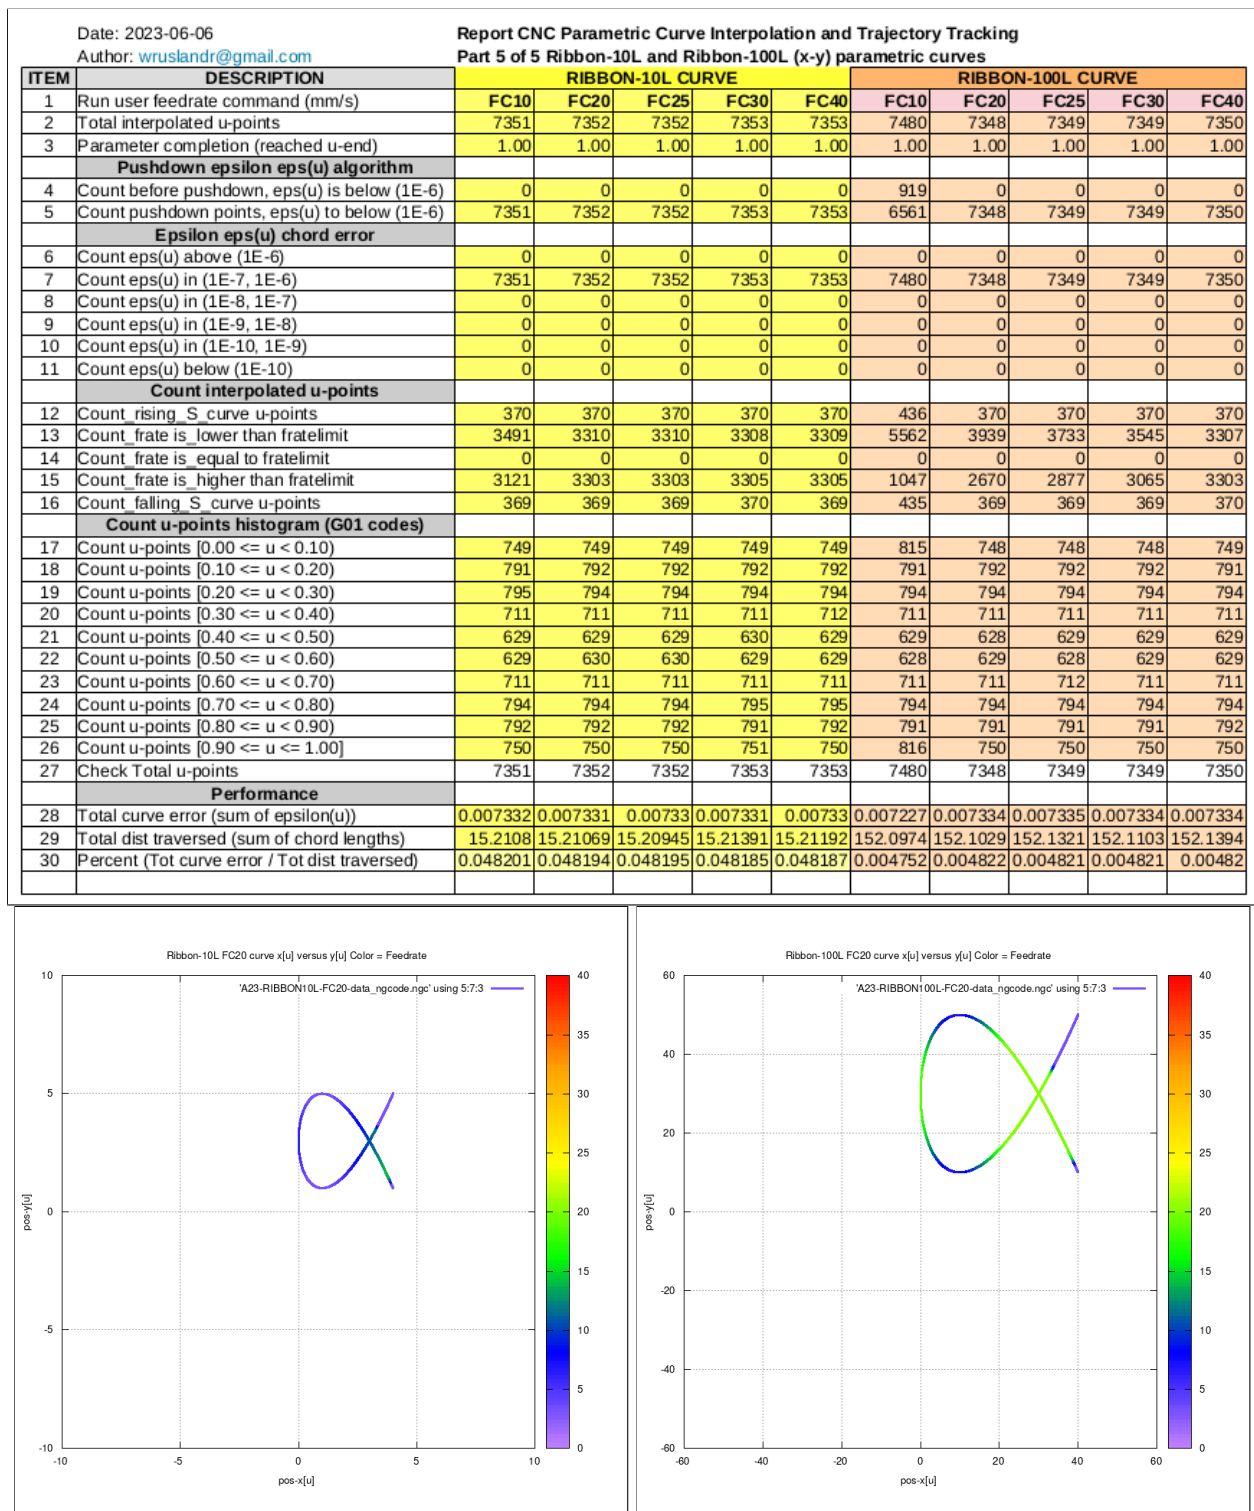 Date: 2023-06-06 Report CNC Parametric Curve Interpolation and Trajectory Tracking
Author: wruslandr@gmail.com Part 5 of 5 Ribbon-10L and Ribbon-100L (x-y) parametric curves
ITEM DESCRIPTION RIBBON-10L CURVE RIBBON-100L CURVE
1 Run user feedrate command (mm/s) FC10 FC20 FC25 FC30 FC40 FC10 FC20 FC25 FC30 FC40
2 Total interpolated u-points 7351 7352 7352 7353 7353 7480 7348 7349 7349 7350
3 Parameter completion (reached u-end) 1.00 1.00 1.00 1.00 1.00 1.00 1.00 1.00 1.00 1.00
Pushdown epsilon eps(u) algorithm
4 Count before pushdown, eps(u) is below (1E-6) 0 0 0 0 0 919 0 0 0 0
5 Count pushdown points, eps(u) to below (1E-6) 7351 7352 7352 7353 7353 6561 7348 7349 7349 7350
Epsilon eps(u) chord error
6 Count eps(u) above (1E-6) 0 0 0 0 0 0 0 0 0 0
7 Count eps(u) in (1E-7, 1E-6) 7351 7352 7352 7353 7353 7480 7348 7349 7349 7350
8 Count eps(u) in (1E-8, 1E-7) 0 0 0 0 0 0 0 0 0 0
9 Count eps(u) in (1E-9, 1E-8) 0 0 0 0 0 0 0 0 0 0
10 Count eps(u) in (1E-10, 1E-9) 0 0 0 0 0 0 0 0 0 0
11 Count eps(u) below (1E-10) 0 0 0 0 0 0 0 0 0 0
Count interpolated u-points
12 Count_rising_S_curve u-points 370 370 370 370 370 436 370 370 370 370
13 Count_frate is_lower than fratelimit 3491 3310 3310 3308 3309 5562 3939 3733 3545 3307
14 Count_frate is_equal to fratelimit 0 0 0 0 0 0 0 0 0 0
15 Count_frate is_higher than fratelimit 3121 3303 3303 3305 3305 1047 2670 2877 3065 3303
16 Count_falling_S_curve u-points 369 369 369 370 369 435 369 369 369 370
Count u-points histogram (G01 codes)
17 Count u-points [0.00 <= u < 0.10) 749 749 749 749 749 815 748 748 748 749
18 Count u-points [0.10 <= u < 0.20) 791 792 792 792 792 791 792 792 792 791
19 Count u-points [0.20 <= u < 0.30) 795 794 794 794 794 794 794 794 794 794
20 Count u-points [0.30 <= u < 0.40) 711 711 711 711 712 711 711 711 711 711
21 Count u-points [0.40 <= u < 0.50) 629 629 629 630 629 629 628 629 629 629
22 Count u-points [0.50 <= u < 0.60) 629 630 630 629 629 628 629 628 629 629
23 Count u-points [0.60 <= u < 0.70) 711 711 711 711 711 711 711 712 711 711
24 Count u-points [0.70 <= u < 0.80) 794 794 794 795 795 794 794 794 794 794
25 Count u-points [0.80 <= u < 0.90) 792 792 792 791 792 791 791 791 791 792
26 Count u-points [0.90 <= u <= 1.00] 750 750 750 751 750 816 750 750 750 750
27 Check Total u-points 7351 7352 7352 7353 7353 7480 7348 7349 7349 7350
Performance
28 Total curve error (sum of epsilon(u)) 0.007332 0.007331 0.00733 0.007331 0.00733 0.007227 0.007334 0.007335 0.007334 0.007334
29 Total dist traversed (sum of chord lengths) 15.2108 15.21069 15.20945 15.21391 15.21192 152.0974 152.1029 152.1321 152.1103 152.1394
30 Percent (Tot curve error / Tot dist traversed) 0.048201 0.048194 0.048195 0.048185 0.048187 0.004752 0.004822 0.004821 0.004821 0.00482
Ribbon-10L FC20 curve x[u] versus y[u] Color = Feedrate
'A23-RIBBON10L-FC20-data_ngcode.ngc' using 5:7:3
10
5
0
-5
-10
-10 -5 0 5 10
pos-y[u]
pos-x[u]
40
35
30
25
20
15
10
5
0
Ribbon-100L FC20 curve x[u] versus y[u] Color = Feedrate
'A23-RIBBON100L-FC20-data_ngcode.ngc' using 5:7:3
60
40
20
0
-20
-40
-60
-60 -40 -20 0 20 40 60
pos-y[u]
pos-x[u]
40
35
30
25
20
15
10
5
0